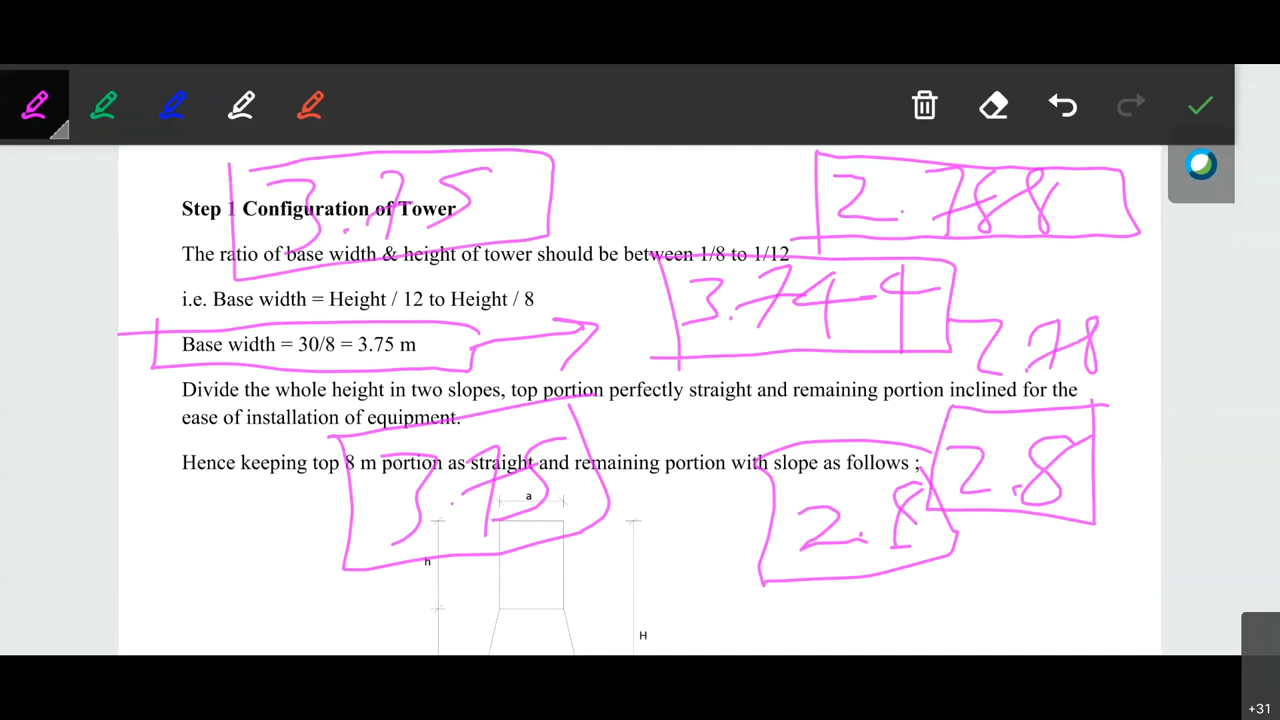 3.75
2.788
Step 1 Configuration of Tower
The ratio of base width & height of tower should be between 1/8 to 1/12
i.e. Base width = Height / 12 to Height / 8
3.744
2.78
Base width = 30/8 = 3.75 m
Divide the whole height in two slopes, top portion perfectly straight and remaining portion inclined for the
ease of installation of equipment.
Hence keeping top 8 m portion as straight and remaining portion with slope as follows ;
2.8
3.75
2.8
a
h
H
+31